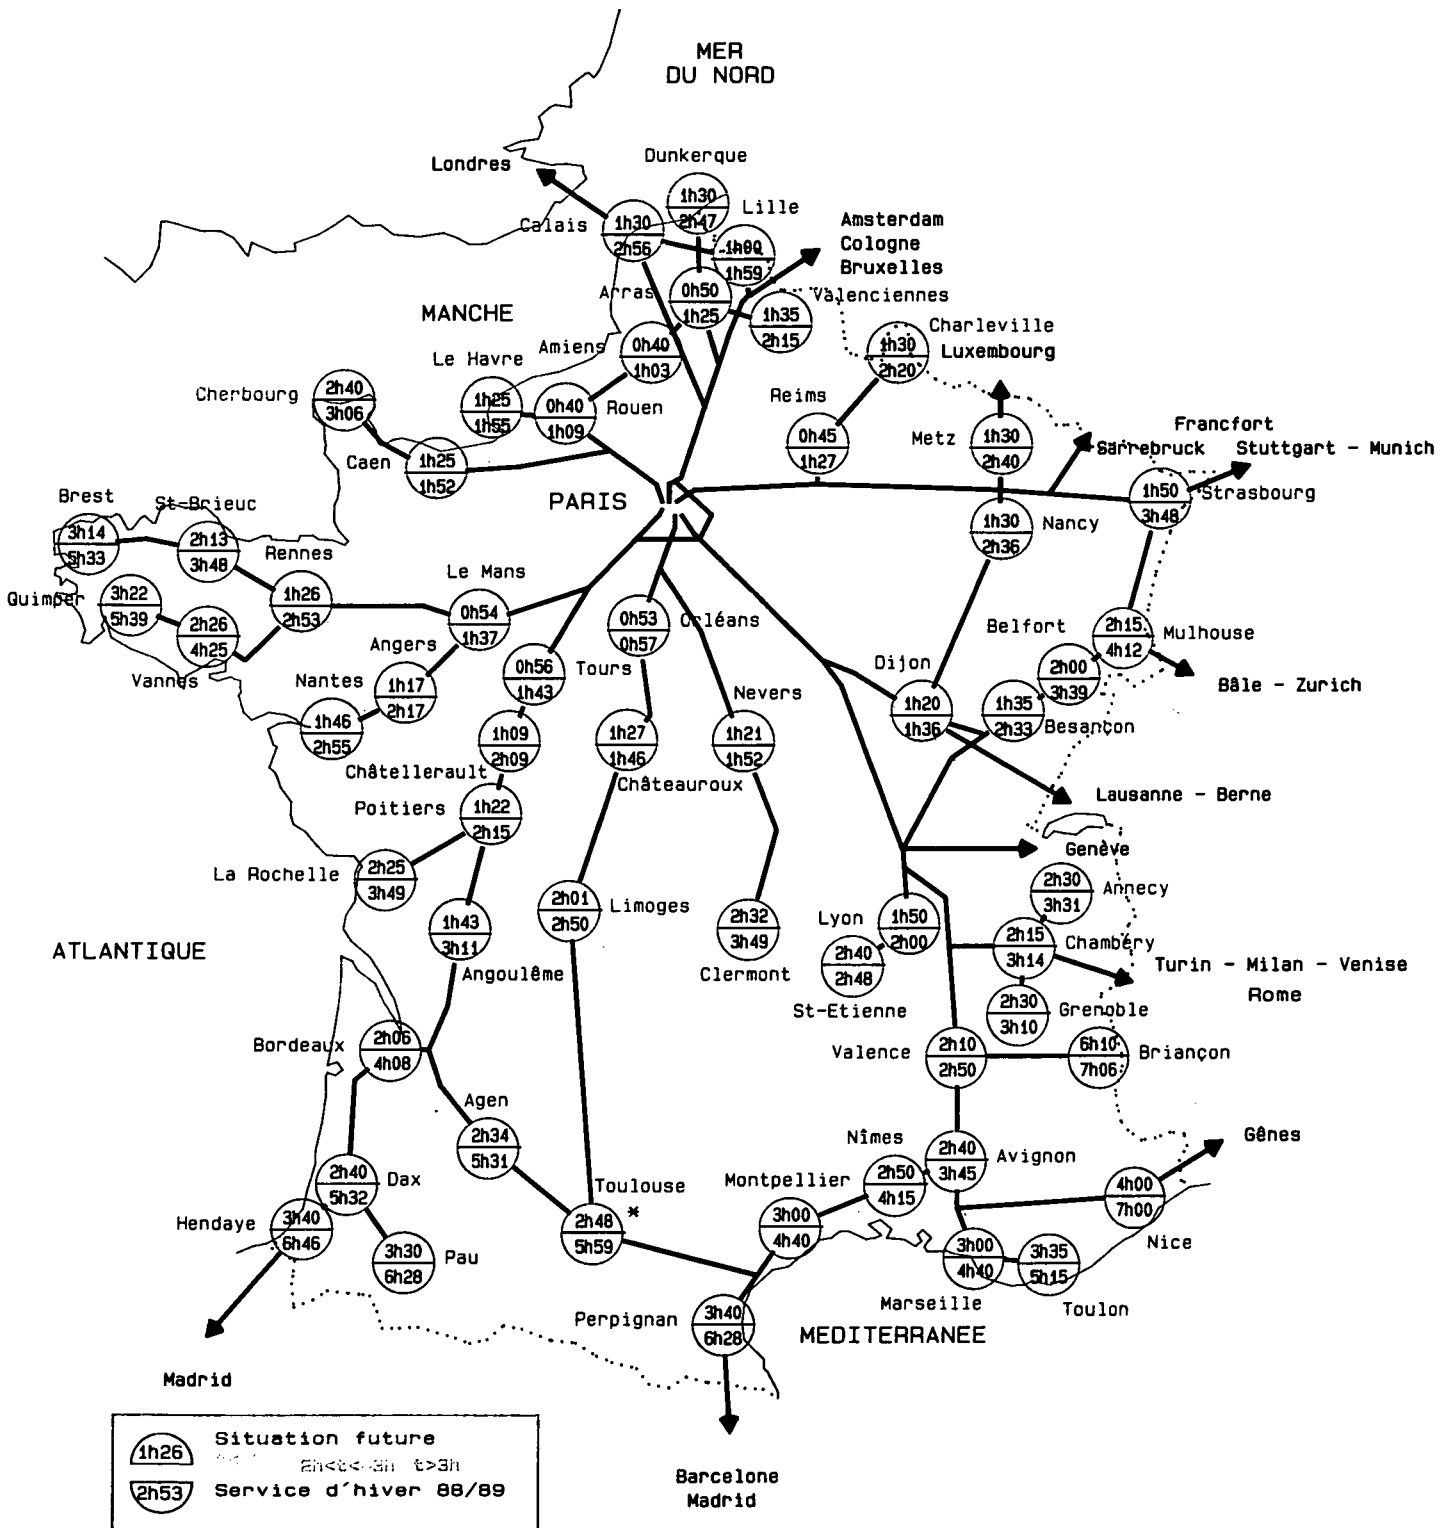 MER
DU NORD
Londres
Dunkerque
1h30
2h47
Lille
1h00
1h59
Calais
1h30
2h56
Amsterdam
Cologne
Bruxelles
Arras
0h50
1h25
Valenciennes
1h35
2h15
MANCHE
Amiens
0h40
1h03
Charleville
1h30
2h20
Luxembourg
Le Havre
1h25
1h55
Rouen
0h40
1h09
Cherbourg
2h40
3h06
Reims
0h45
1h27
Metz
1h30
2h40
Francfort
Sarrebruck
Stuttgart - Munich
Caen
1h25
1h52
Strasbourg
1h50
3h48
PARIS
Nancy
1h30
2h36
Brest
3h14
5h33
St-Brieuc
2h13
3h48
Rennes
1h26
2h53
Le Mans
0h54
1h37
Quimper
3h22
5h39
Vannes
2h26
4h25
Angers
1h17
2h17
Nantes
1h46
2h55
Orléans
0h53
0h57
Tours
0h56
1h43
Nevers
1h21
1h52
Dijon
1h20
1h36
Belfort
2h00
3h39
Mulhouse
2h15
4h12
Bâle - Zurich
Besançon
1h35
2h33
Châtellerault
1h09
2h09
Châteauroux
1h27
1h46
Poitiers
1h22
2h15
Lausanne - Berne
Genève
La Rochelle
2h25
3h49
Limoges
2h01
2h50
Clermont
2h32
3h49
Lyon
1h50
2h00
Annecy
2h30
3h31
Chambéry
2h15
3h14
ATLANTIQUE
Angoulême
1h43
3h11
St-Etienne
2h40
2h48
Turin - Milan - Venise
Rome
Grenoble
2h30
3h10
Bordeaux
2h06
4h08
Valence
2h10
2h50
Briançon
6h10
7h06
Agen
2h34
5h31
Nîmes
2h50
4h15
Avignon
2h40
3h45
Gênes
Dax
2h40
5h32
Toulouse
*
2h48
5h59
Montpellier
3h00
4h40
Nice
4h00
7h00
Hendaye
3h40
6h46
Pau
3h30
6h28
Marseille
3h00
4h40
Toulon
3h35
5h15
Perpignan
3h40
6h28
MEDITERRANEE
Madrid
Barcelone
Madrid
1h26
Situation future
2h<t<3h t>3h
2h53
Service d'hiver 88/89